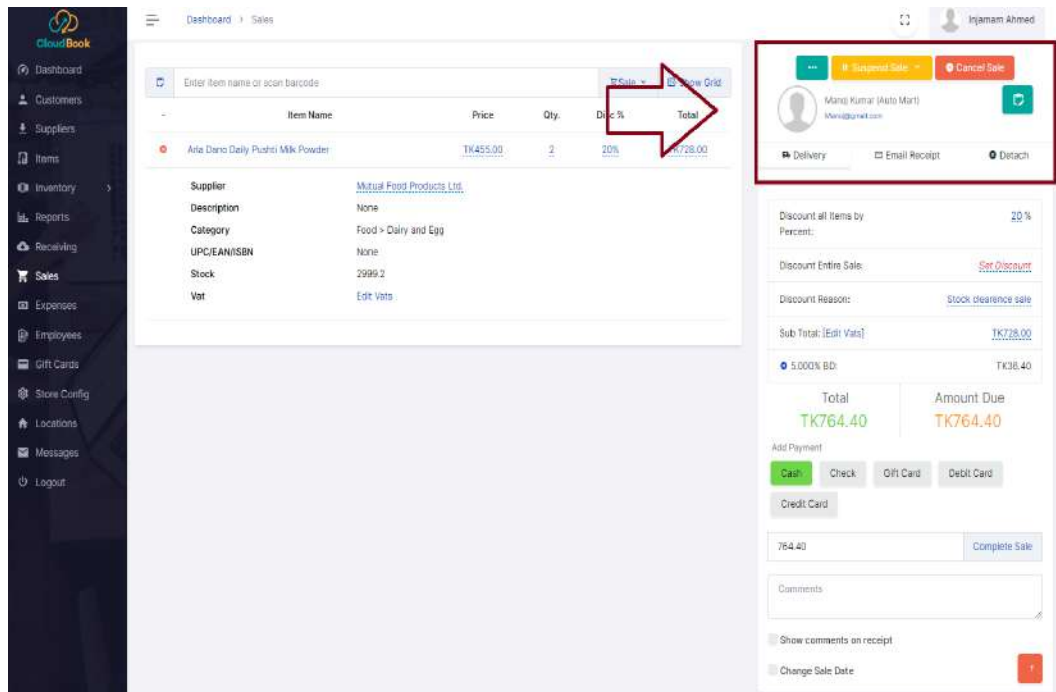 CloudBook
Dashboard
Customers
Suppliers
Items
Inventory
Reports
Receiving
Sales
Expenses
Employees
Gift Cards
Store Config
Locations
Messages
Logout
Dashboard > Sales
Injamam Ahmed
Enter item name or scan barcode
Sale
Show Grid
- Item Name Price Qty. Disc % Total
Arla Dano Daily Pushti Milk Powder TK455.00 2 20% TK728.00
Supplier Mutual Food Products Ltd.
Description None
Category Food > Dairy and Egg
UPC/EAN/ISBN None
Stock 2999.2
Vat Edit Vats
Suspend Sale
Cancel Sale
Kumar (Auto Mart)
Delivery
Email Receipt
Detach
Discount all Items by 20 %
Percent:
Discount Entire Sale: Set Discount
Discount Reason: Stock clearence sale
Sub Total: [Edit Vats] TK728.00
5.000% BD: TK36.40
Total Amount Due
TK764.40 TK764.40
Add Payment
Cash Check Gift Card Debit Card
Credit Card
764.40 Complete Sale
Comments
Show comments on receipt
Change Sale Date